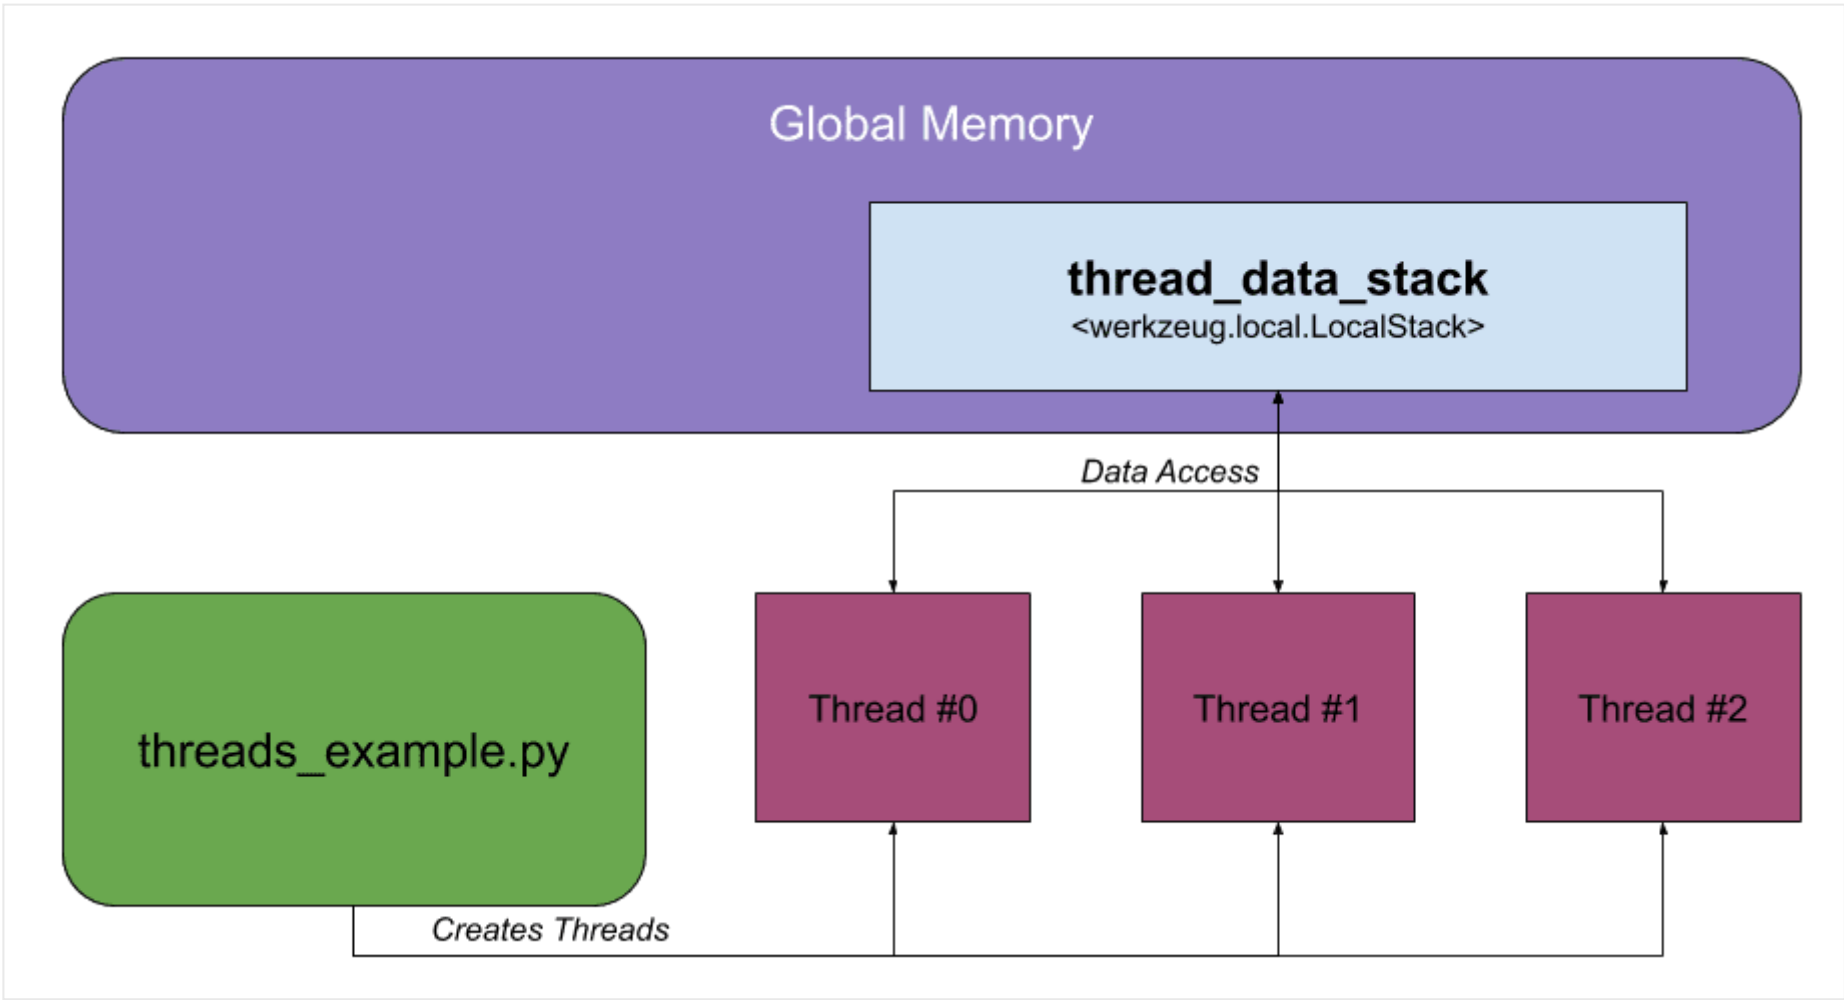 Global Memory
thread_data_stack
<werkzeug.local.LocalStack>
Data Access
threads_example.py
Thread #0
Thread #1
Thread #2
Creates Threads